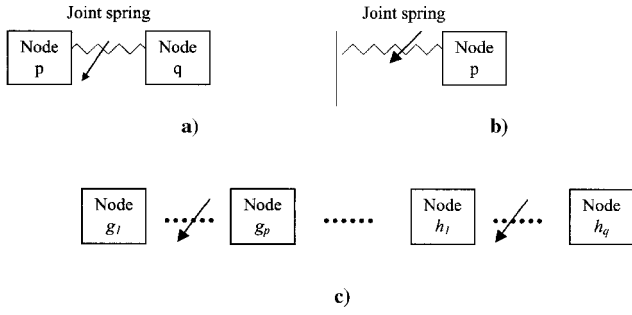 Joint spring
Node
p
Node
q
a)
Joint spring
Node
p
b)
Node
g1
Node
gp
Node
h1
Node
hq
c)